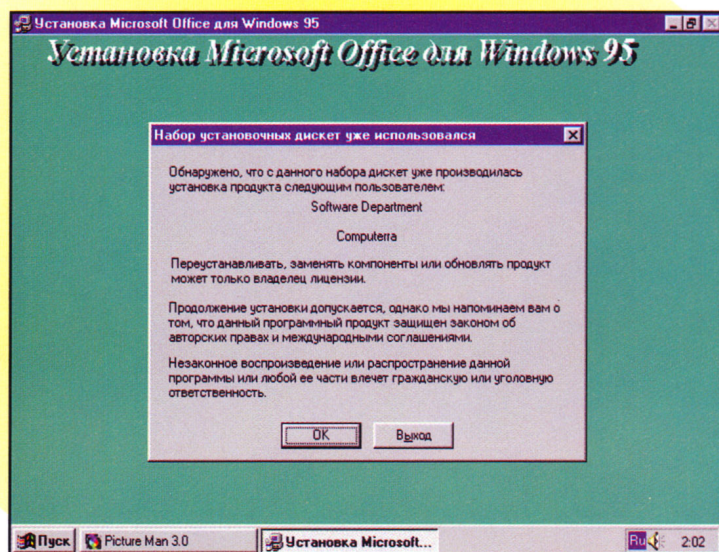 Установка Microsoft Office для Windows 95
Установка Microsoft Office для Windows 95
Набор установочных дискет уже использовался
Обнаружено, что с данного набора дискет уже производилась
установка продукта следующим пользователем:
Software Department
Computerra
Переустанавливать, заменять компоненты или обновлять продукт
может только владелец лицензии.
Продолжение установки допускается, однако мы напоминаем вам о
том, что данный программный продукт защищен законом об
авторских правах и международными соглашениями.
Незаконное воспроизведение или распространение данной
программы или любой ее части влечет гражданскую или уголовную
ответственность.
OK
Выход
Пуск
Picture Man 3.0
Установка Microsoft...
Ru
2:02